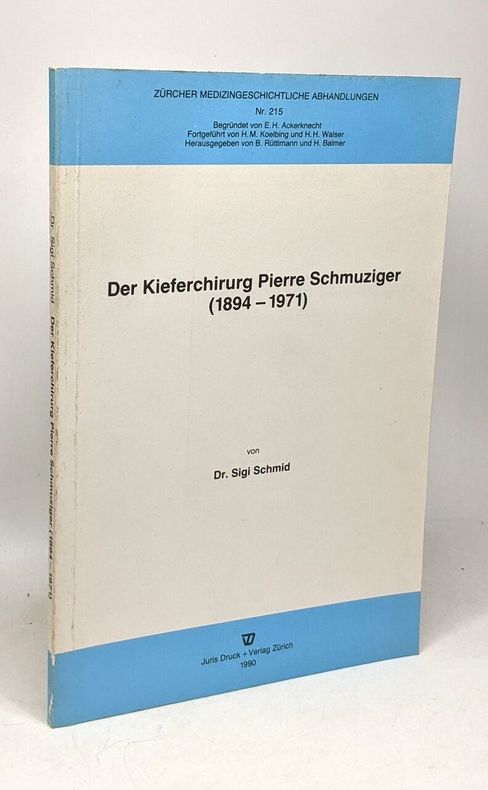 ZÜRCHER MEDIZINGESCHICHTLICHE ABHANDLUNGEN
Nr. 215
Begründet von E. H. Ackerknecht
Fortgeführt von H. M. Koelbing und H. H. Walser
Herausgegeben von B. Rüttimann und H. Balmer
Der Kieferchirurg Pierre Schmuziger
(1894 – 1971)
von
Dr. Sigi Schmid
Juris Druck + Verlag Zürich
1990
Dr. Sigi Schmid Der Kieferchirurg Pierre Schmuziger (1894 – 1971)